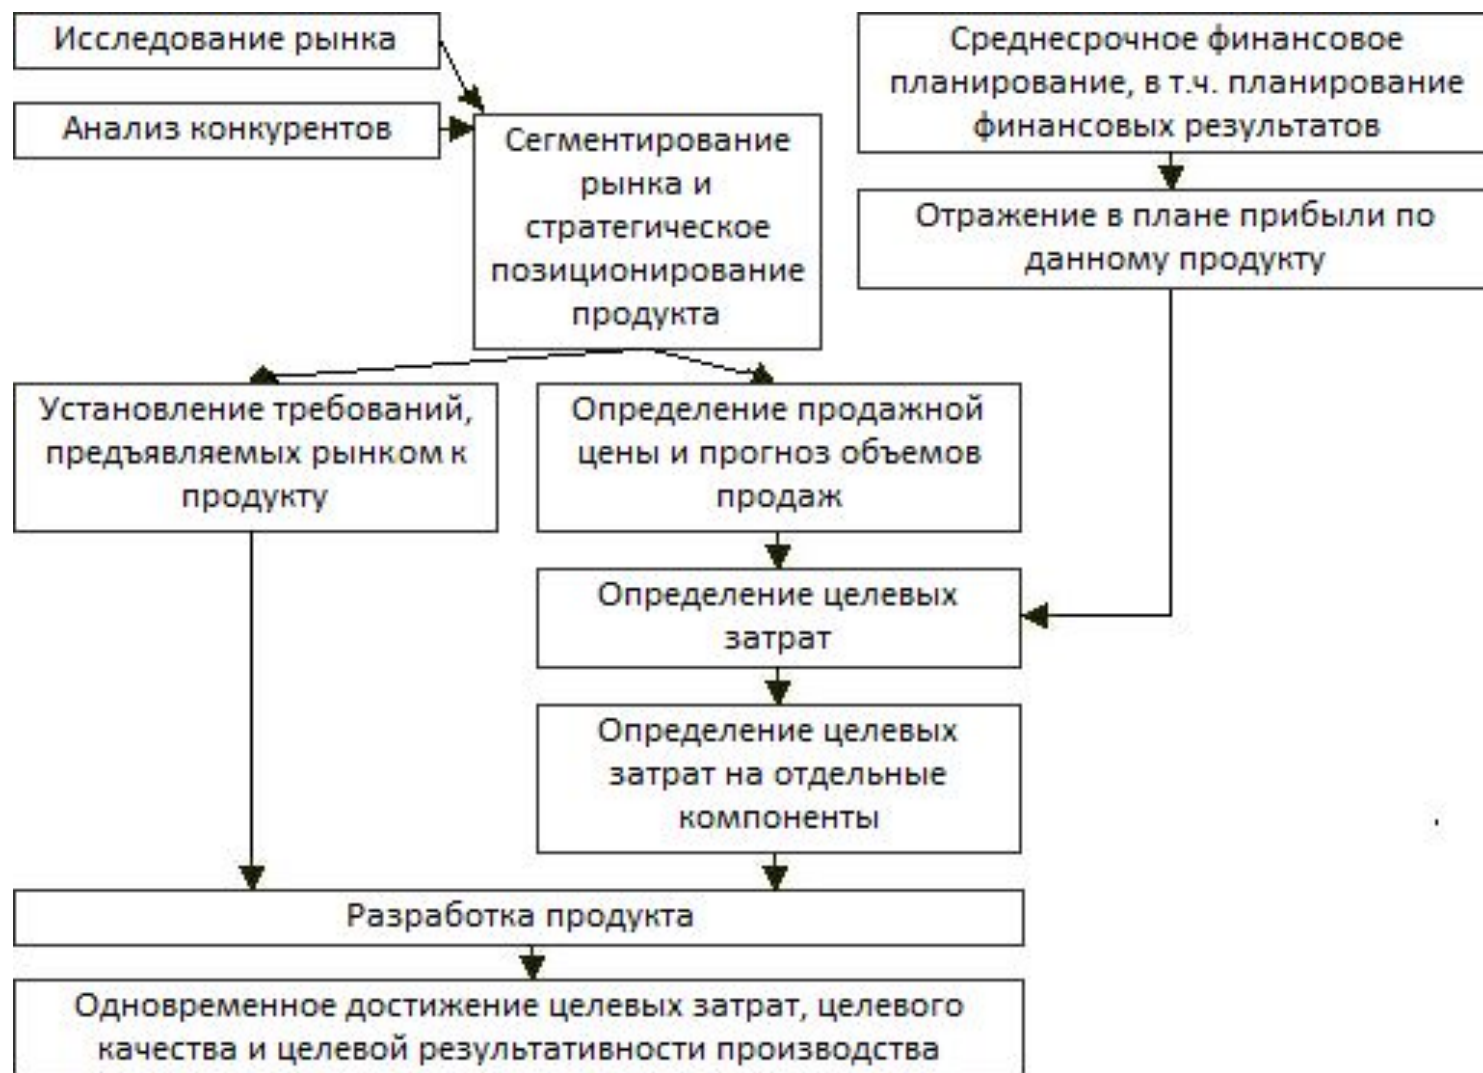 Исследование рынка
Анализ конкурентов
Сегментирование
рынка и
стратегическое
позиционирование
продукта
Среднесрочное финансовое
планирование, в т.ч. планирование
финансовых результатов
Отражение в плане прибыли по
данному продукту
Установление требований,
предъявляемых рынком к
продукту
Определение продажной
цены и прогноз объемов
продаж
Определение целевых
затрат
Определение целевых
затрат на отдельные
компоненты
Разработка продукта
Одновременное достижение целевых затрат, целевого
качества и целевой результативности производства